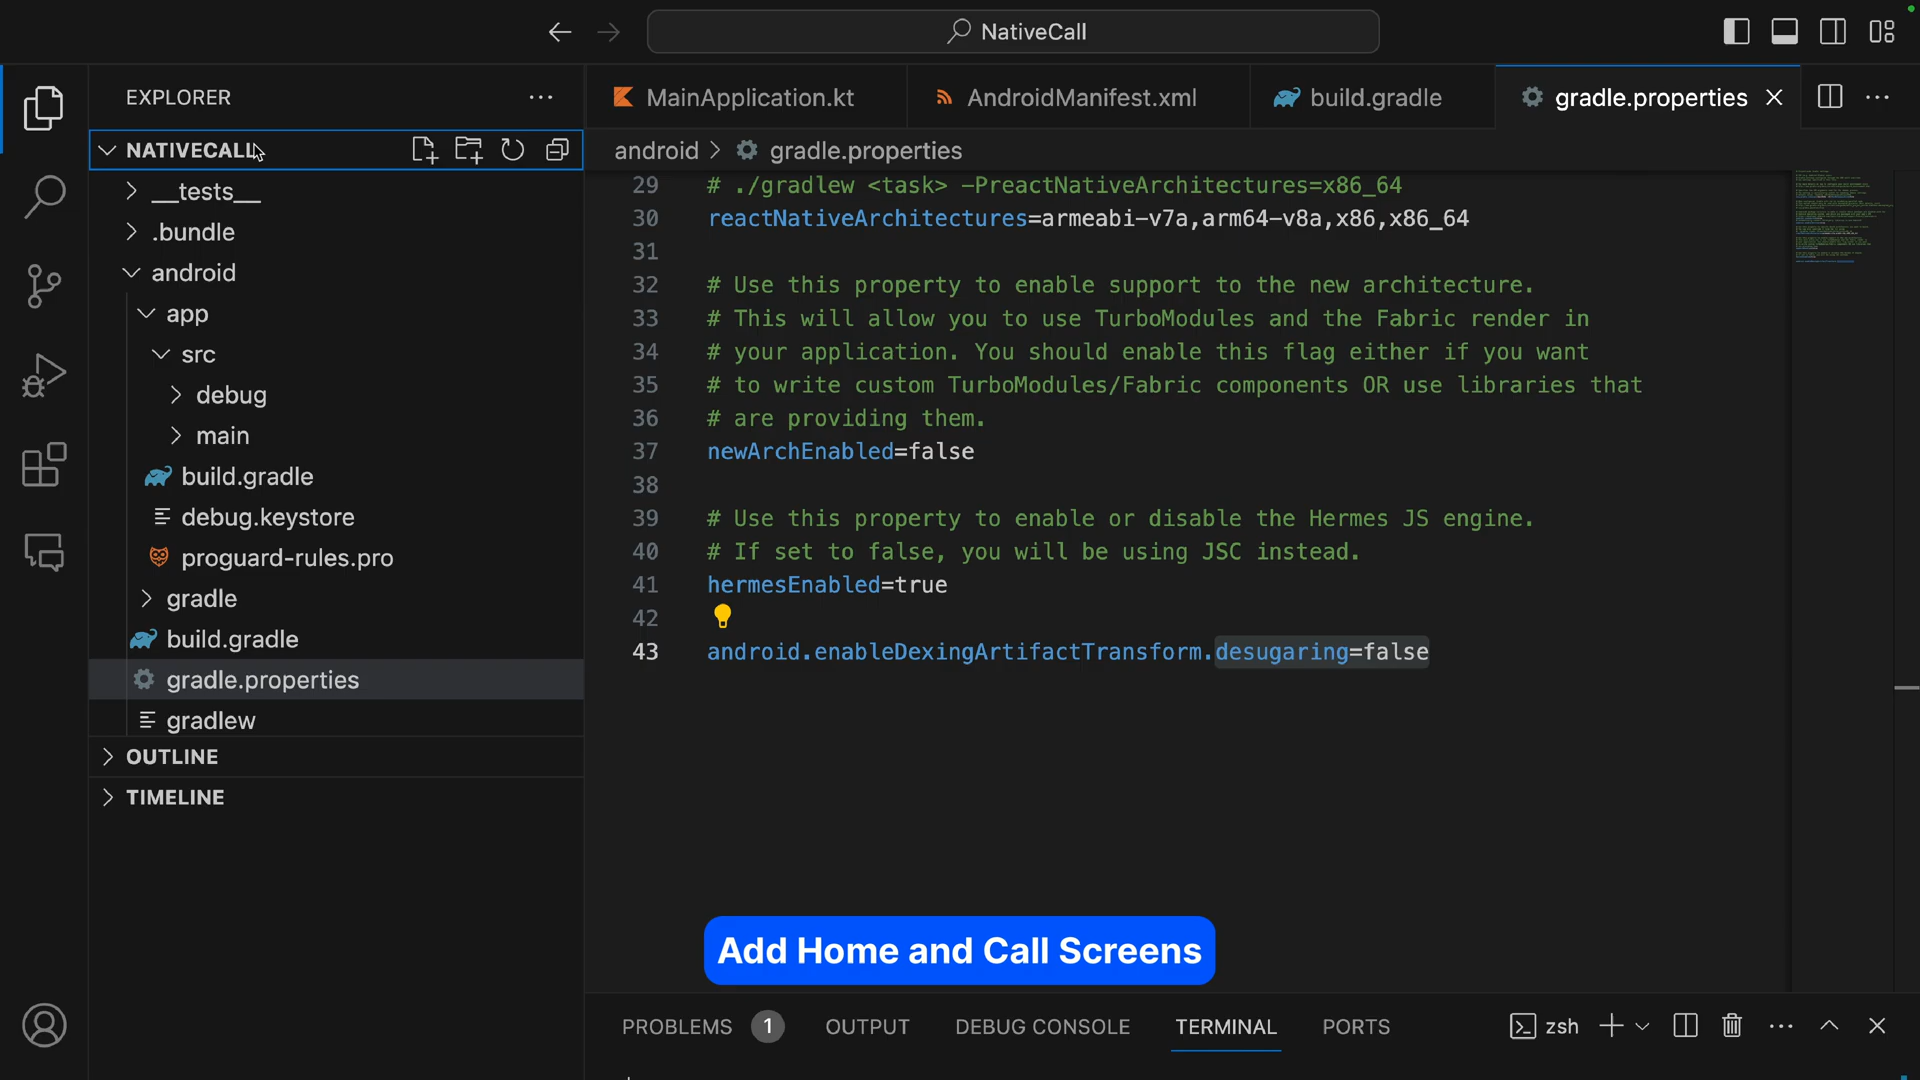 NativeCall
EXPLORER
NATIVECALL
__tests__
.bundle
android
app
src
debug
main
build.gradle
debug.keystore
proguard-rules.pro
gradle
build.gradle
gradle.properties
gradlew
OUTLINE
TIMELINE
MainApplication.kt
AndroidManifest.xml
build.gradle
gradle.properties
android > gradle.properties
29 # ./gradlew <task> -PreactNativeArchitectures=x86_64
30 reactNativeArchitectures=armeabi-v7a,arm64-v8a,x86,x86_64
31
32 # Use this property to enable support to the new architecture.
33 # This will allow you to use TurboModules and the Fabric render in
34 # your application. You should enable this flag either if you want
35 # to write custom TurboModules/Fabric components OR use libraries that
36 # are providing them.
37 newArchEnabled=false
38
39 # Use this property to enable or disable the Hermes JS engine.
40 # If set to false, you will be using JSC instead.
41 hermesEnabled=true
42
43 android.enableDexingArtifactTransform.desugaring=false
Add Home and Call Screens
PROBLEMS 1 OUTPUT DEBUG CONSOLE TERMINAL PORTS zsh